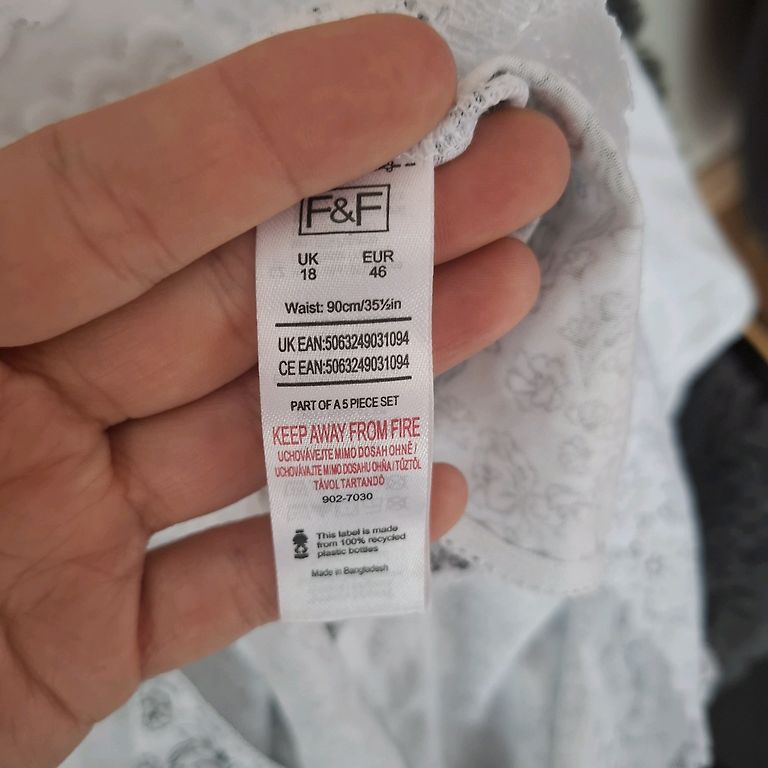 F&F
UK EUR
18 46
Waist: 90cm/35½in
UK EAN:5063249031094
CE EAN:5063249031094
PART OF A 5 PIECE SET
KEEP AWAY FROM FIRE
UCHOVÁVEJTE MIMO DOSAH OHNĚ /
UCHOVÁVAJTE MIMO DOSAHU OHŇA / TŰZTŐL
TÁVOL TARTANDÓ
902-7030
This label is made
from 100% recycled
plastic bottles
Made in Bangladesh